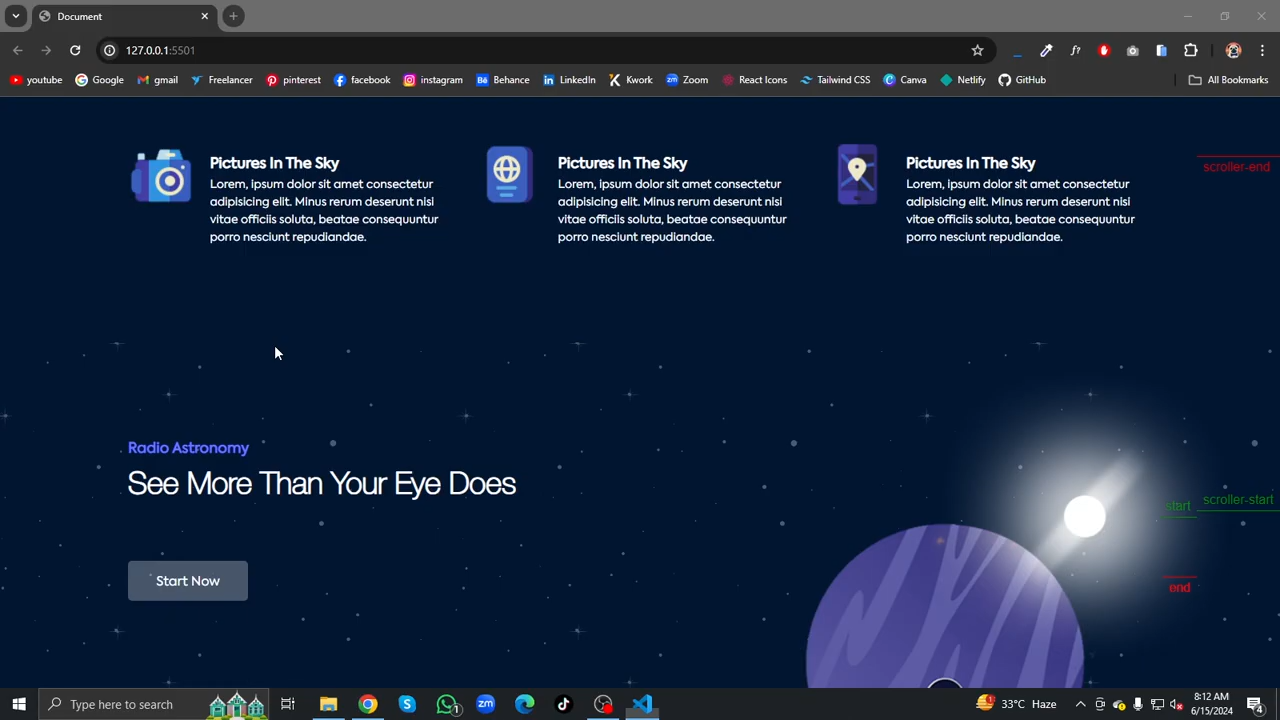 Document
127.0.0.1:5501
f?
youtube
Google
gmail
Freelancer
pinterest
facebook
instagram
Bē Behance
LinkedIn
Kwork
zm Zoom
React Icons
Tailwind CSS
Canva
Netlify
GitHub
All Bookmarks
Pictures In The Sky
Lorem, ipsum dolor sit amet consectetur
adipisicing elit. Minus rerum deserunt nisi
vitae officiis soluta, beatae consequuntur
porro nesciunt repudiandae.
Pictures In The Sky
Lorem, ipsum dolor sit amet consectetur
adipisicing elit. Minus rerum deserunt nisi
vitae officiis soluta, beatae consequuntur
porro nesciunt repudiandae.
Pictures In The Sky
Lorem, ipsum dolor sit amet consectetur
adipisicing elit. Minus rerum deserunt nisi
vitae officiis soluta, beatae consequuntur
porro nesciunt repudiandae.
scroller-end
Radio Astronomy
See More Than Your Eye Does
scroller-start
start
Start Now
end
Type here to search
zm
1
1
33°C Haze
8:12 AM
6/15/2024
4